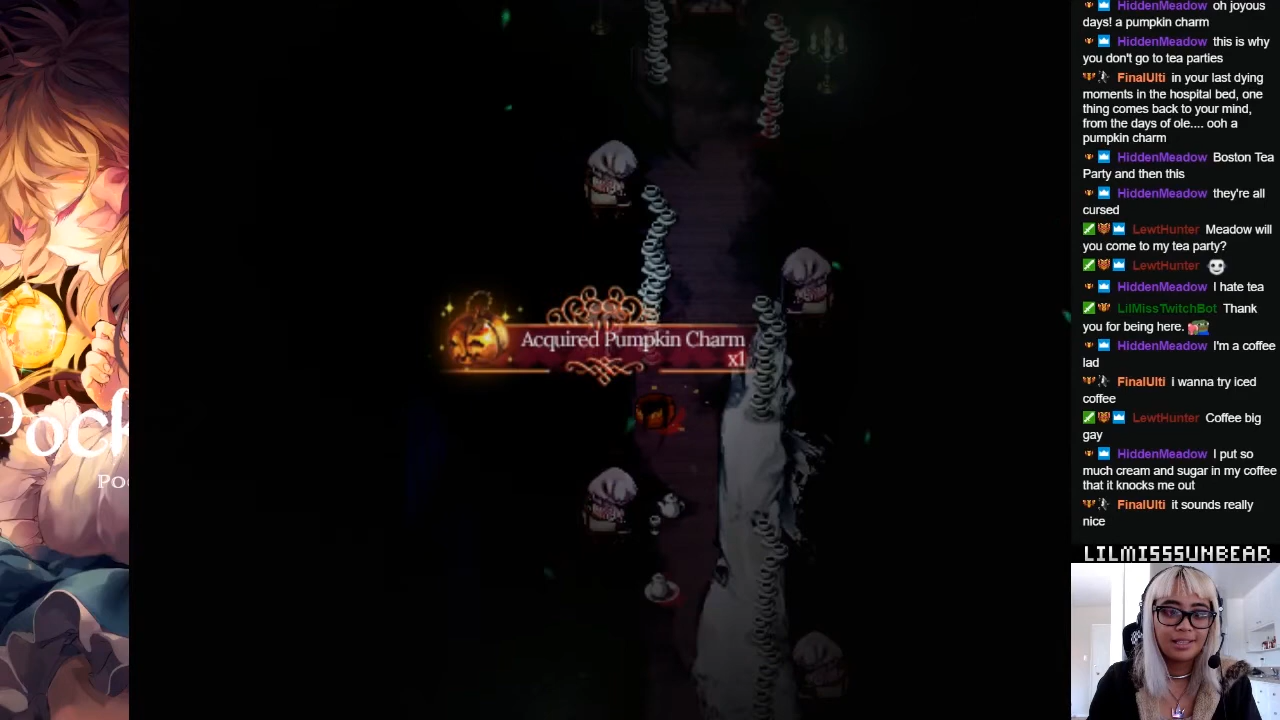 Pock
Po
Acquired Pumpkin Charm
x1
HiddenMeadow oh joyous
days! a pumpkin charm
HiddenMeadow this is why
you don't go to tea parties
FinalUlti in your last dying
moments in the hospital bed, one
thing comes back to your mind,
from the days of ole.... ooh a
pumpkin charm
HiddenMeadow Boston Tea
Party and then this
HiddenMeadow they're all
cursed
LewtHunter Meadow will
you come to my tea party?
LewtHunter
HiddenMeadow I hate tea
LilMissTwitchBot Thank
you for being here.
HiddenMeadow I'm a coffee
lad
FinalUlti i wanna try iced
coffee
LewtHunter Coffee big
gay
HiddenMeadow I put so
much cream and sugar in my coffee
that it knocks me out
FinalUlti it sounds really
nice
LILMISSSUNBEAR